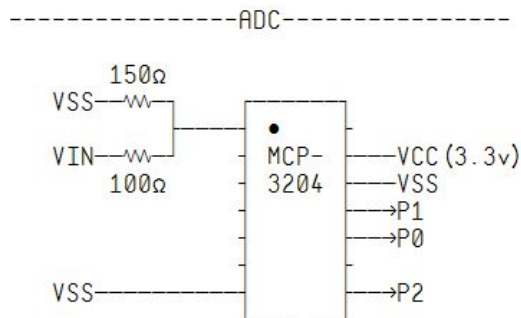 ----------------ADC----------------
150Ω
VSS
VIN
100Ω
MCP-
3204
VCC(3.3v)
VSS
P1
P0
VSS
P2